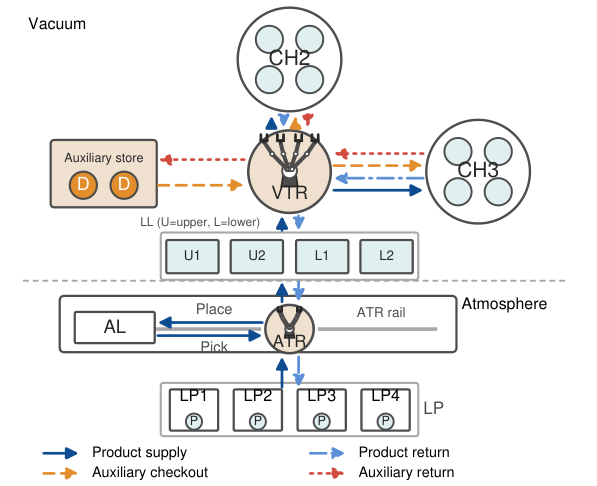 Vacuum
CH2
Auxiliary store
D D
VTR
CH3
LL (U=upper, L=lower)
U1 U2 L1 L2
Atmosphere
Place
ATR rail
AL
ATR
Pick
LP1 LP2 LP3 LP4
P P P P
LP
Product supply
Product return
Auxiliary checkout
Auxiliary return